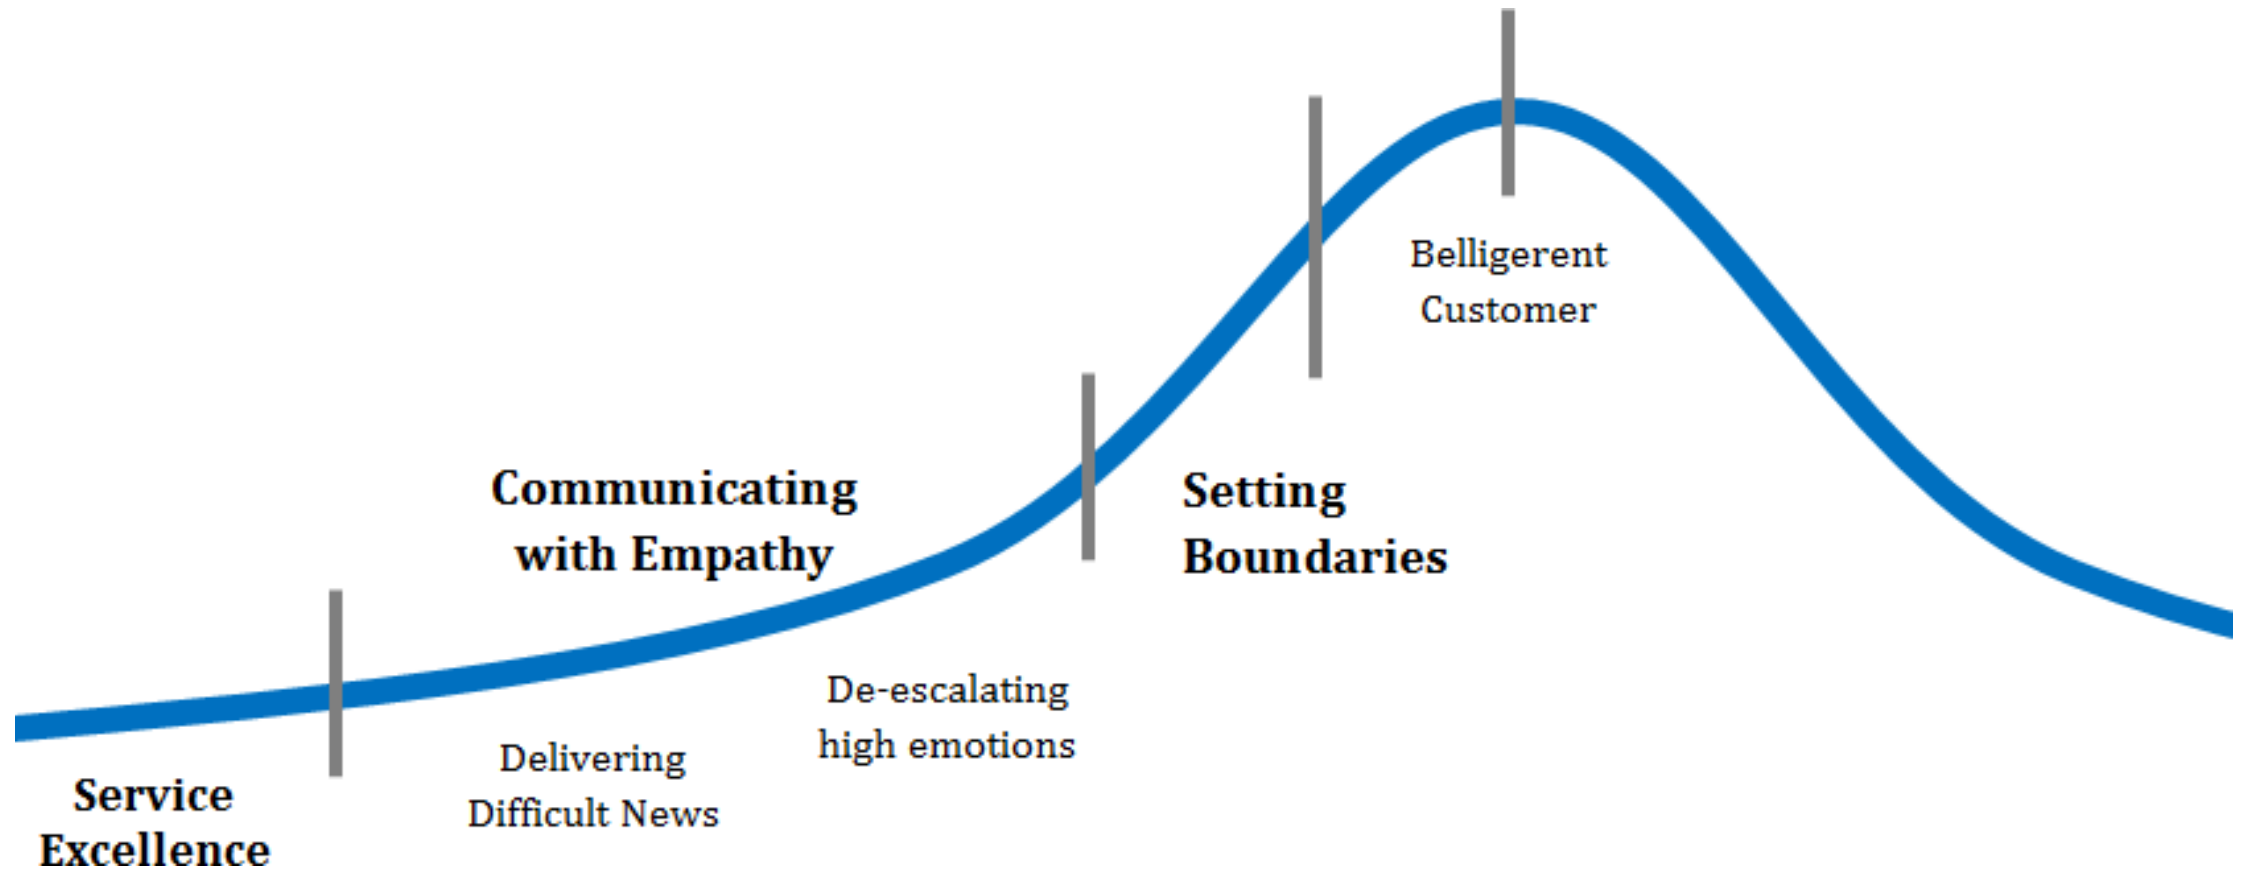 Belligerent
Customer
Communicating
with Empathy
Setting
Boundaries
De-escalating
high emotions
Delivering
Difficult News
Service
Excellence